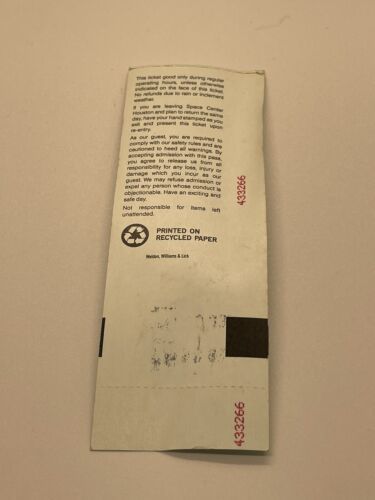 This ticket good only during regular
operating hours, unless otherwise
indicated on the face of this ticket.
No refunds due to rain or inclement
weather.
If you are leaving Space Center
Houston and plan to return the same
day, have your hand stamped as you
exit and present this ticket upon
re-entry.
As our guest, you are required to
comply with our safety rules and are
cautioned to heed all warnings. By
accepting admission with this pass,
you agree to release us from all
responsibility for any loss, injury or
damage which you incur as our
guest. We may refuse admission or
expel any person whose conduct is
objectionable. Have an exciting and
safe day.
Not responsible for items left
unattended.
433266
PRINTED ON
RECYCLED PAPER
Weldon, Williams & Lick
433266